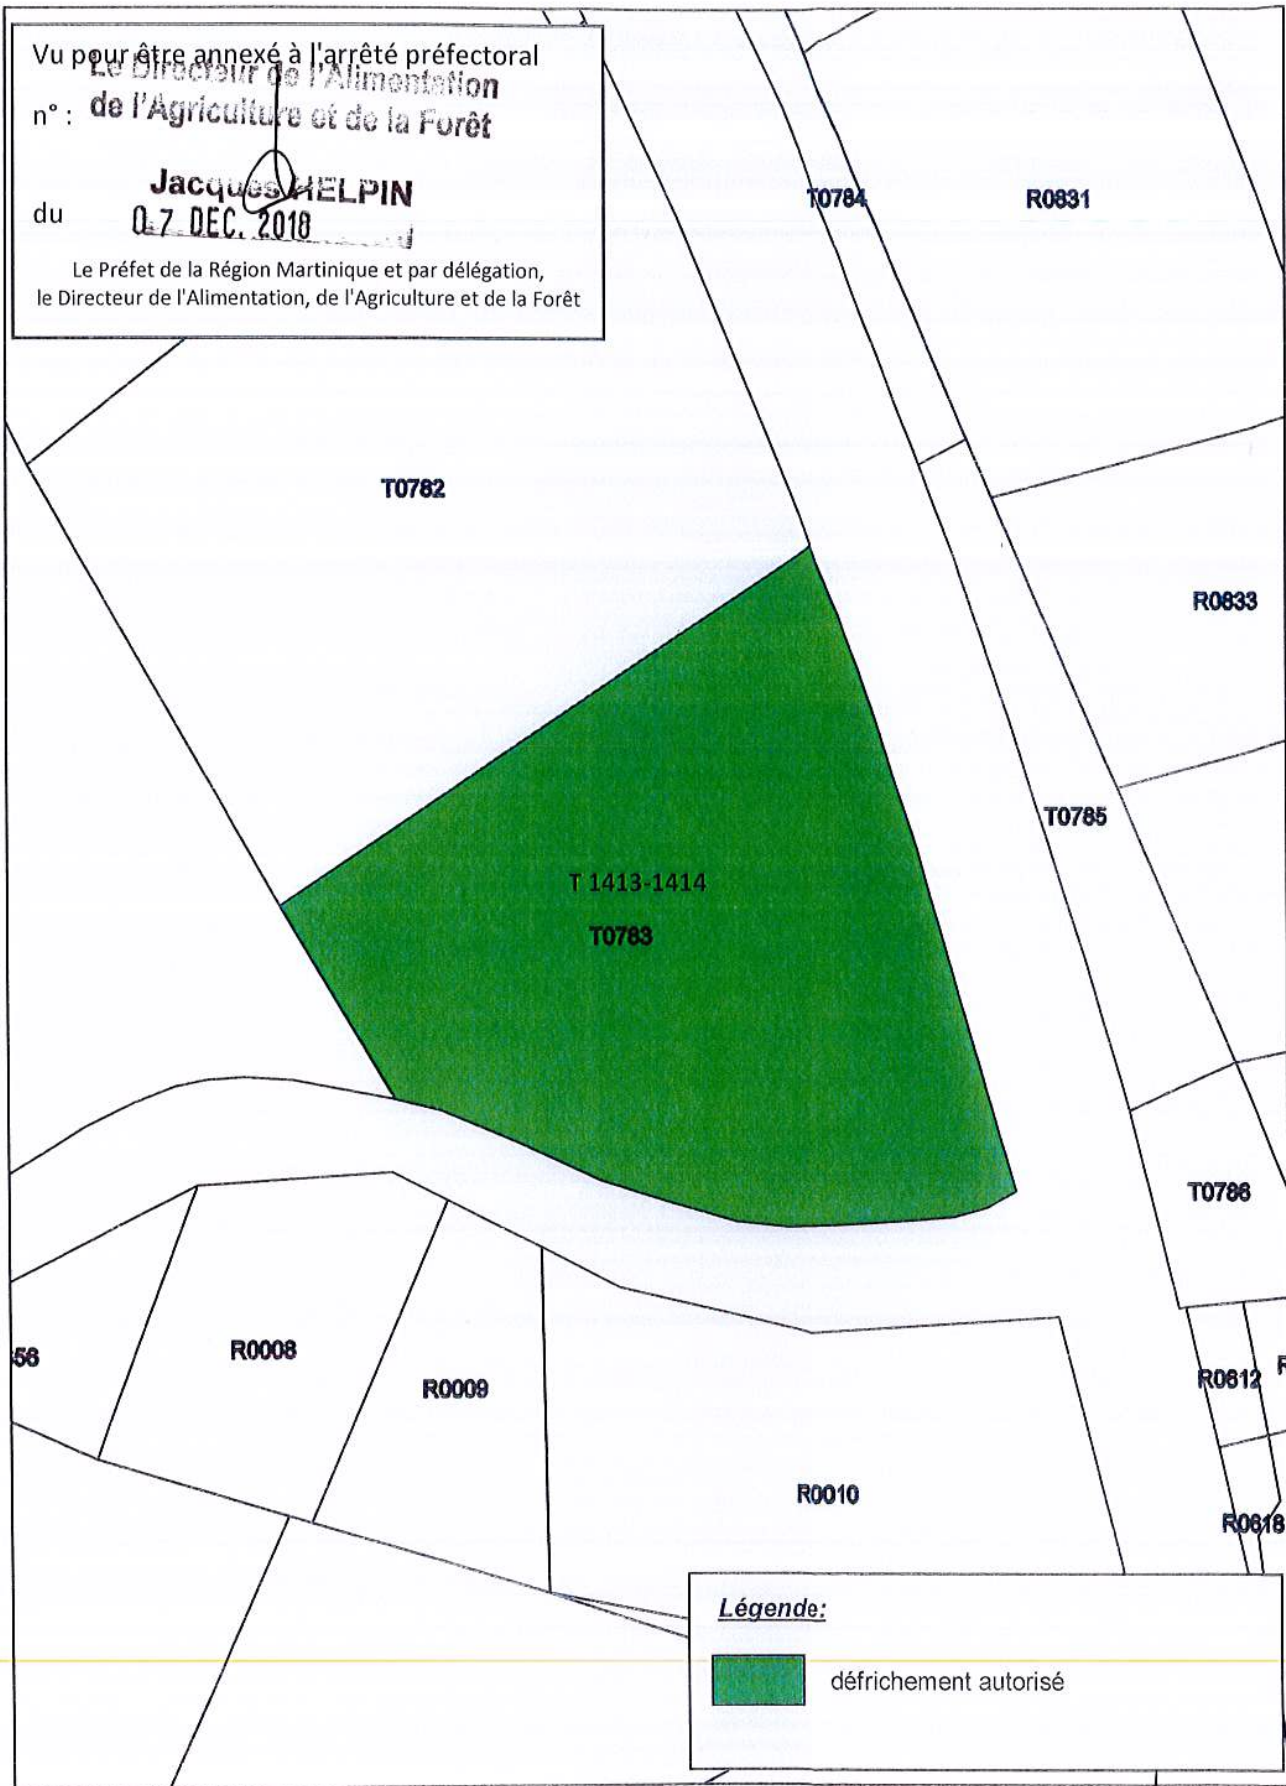 Vu pour être annexé à l'arrêté préfectoral
Le Directeur de l'Alimentation
n° : de l'Agriculture et de la Forêt
Jacques HELPIN
du 07 DEC. 2018
Le Préfet de la Région Martinique et par délégation,
le Directeur de l'Alimentation, de l'Agriculture et de la Forêt
T0784
R0831
T0782
R0833
T0785
T 1413-1414
T0783
T0786
56
R0008
R0009
R0612
R
R0010
R0618
Légende:
défrichement autorisé